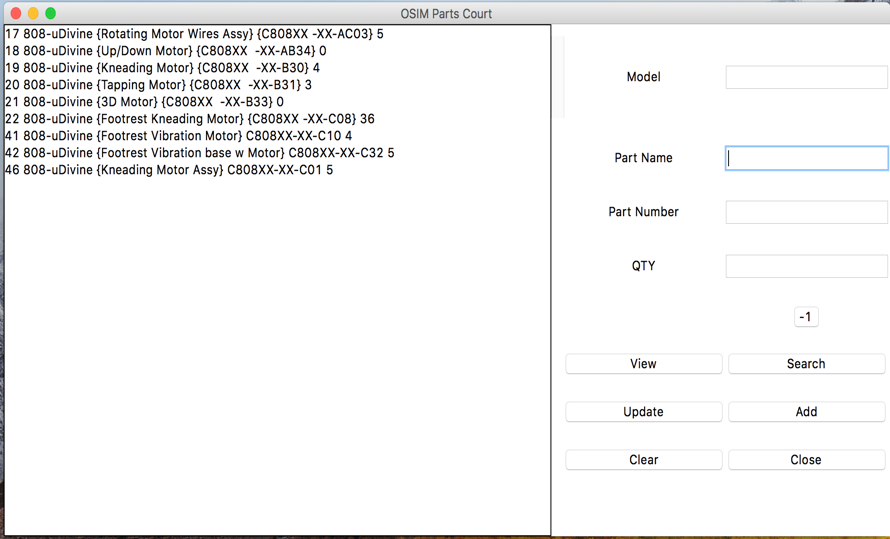 OSIM Parts Court
17 808-uDivine {Rotating Motor Wires Assy} {C808XX -XX-AC03} 5
18 808-uDivine {Up/Down Motor} {C808XX  -XX-AB34} 0
19 808-uDivine {Kneading Motor} {C808XX  -XX-B30} 4
20 808-uDivine {Tapping Motor} {C808XX  -XX-B31} 3
21 808-uDivine {3D Motor} {C808XX  -XX-B33} 0
22 808-uDivine {Footrest Kneading Motor} {C808XX -XX-C08} 36
41 808-uDivine {Footrest Vibration Motor} C808XX-XX-C10 4
42 808-uDivine {Footrest Vibration base w Motor} C808XX-XX-C32 5
46 808-uDivine {Kneading Motor Assy} C808XX-XX-C01 5
Model
Part Name
Part Number
QTY
-1
View
Search
Update
Add
Clear
Close